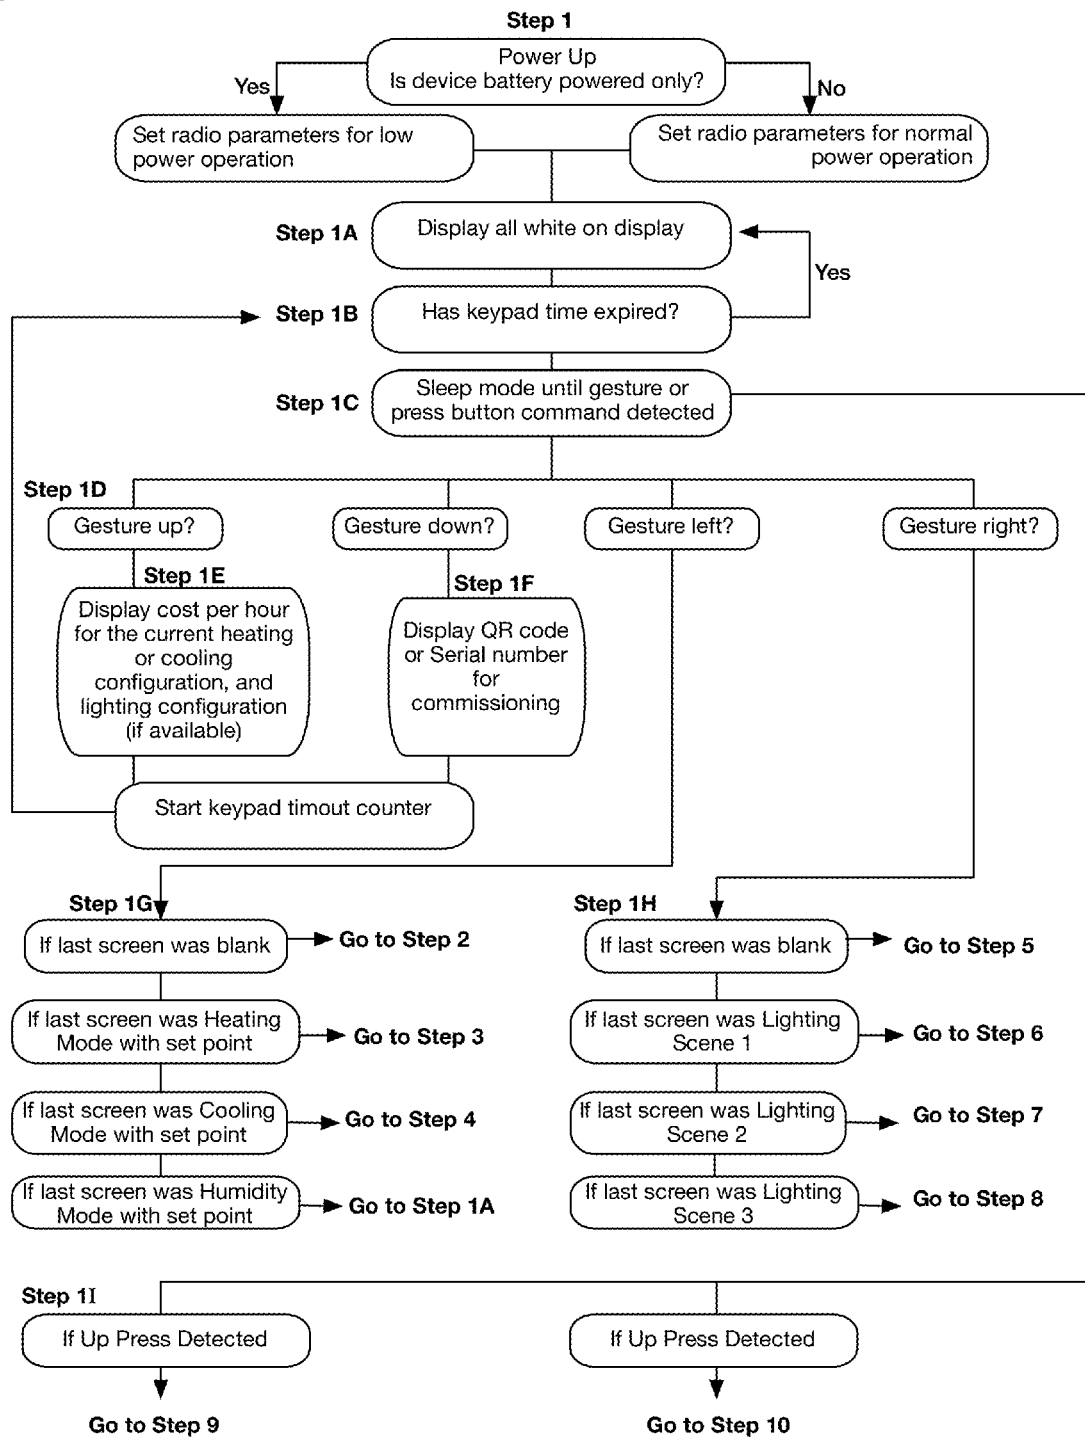 Step 1
Power Up
Is device battery powered only?
Yes
No
Set radio parameters for low
power operation
Set radio parameters for normal
power operation
Step 1A
Display all white on display
Yes
Step 1B
Has keypad time expired?
Step 1C
Sleep mode until gesture or
press button command detected
Step 1D
Gesture up?
Gesture down?
Gesture left?
Gesture right?
Step 1E
Display cost per hour
for the current heating
or cooling
configuration, and
lighting configuration
(if available)
Step 1F
Display QR code
or Serial number
for
commissioning
Start keypad timout counter
Step 1G
If last screen was blank
Go to Step 2
If last screen was Heating
Mode with set point
Go to Step 3
If last screen was Cooling
Mode with set point
Go to Step 4
If last screen was Humidity
Mode with set point
Go to Step 1A
Step 1H
If last screen was blank
Go to Step 5
If last screen was Lighting
Scene 1
Go to Step 6
If last screen was Lighting
Scene 2
Go to Step 7
If last screen was Lighting
Scene 3
Go to Step 8
Step 1I
If Up Press Detected
Go to Step 9
If Up Press Detected
Go to Step 10